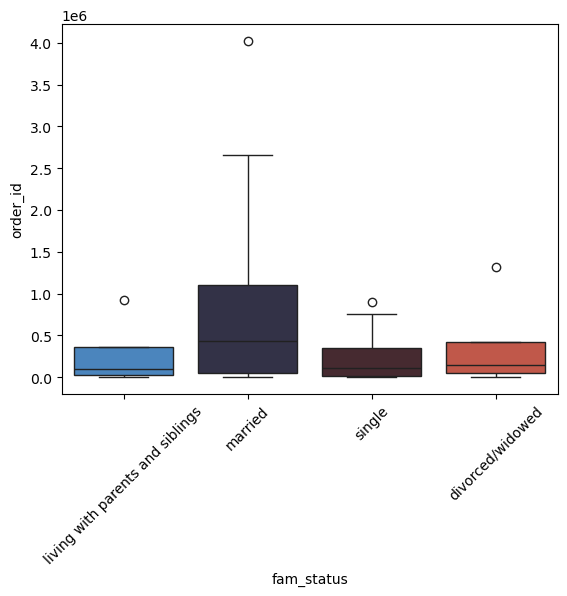 1e6
4.0
3.5
3.0
2.5
2.0
1.5
1.0
0.5
0.0
order_id
living with parents and siblings
married
single
divorced/widowed
fam_status